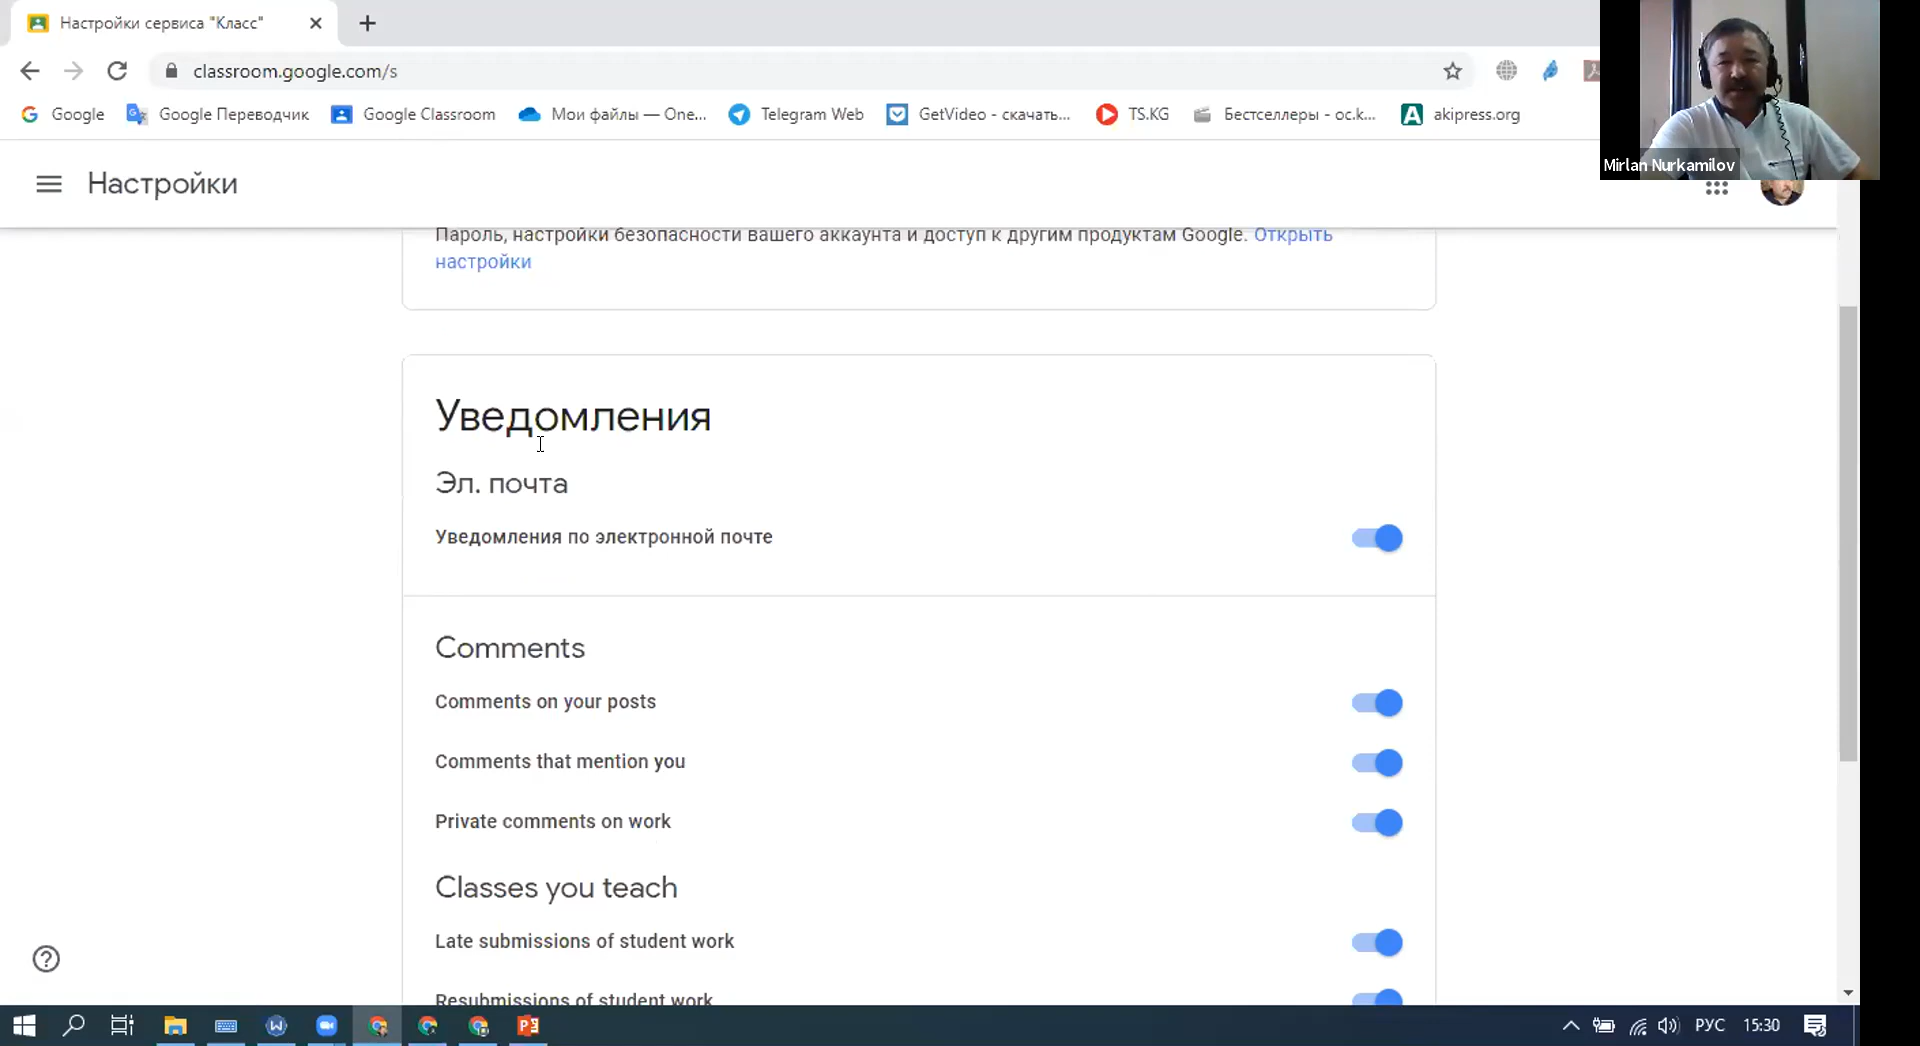 Настройки сервиса "Класс"
classroom.google.com/s
Google
Google Переводчик
Google Classroom
Мои файлы — One...
Telegram Web
GetVideo - скачать...
TS.KG
Бестселлеры - oc.k...
akipress.org
Mirlan Nurkamilov
Настройки
Пароль, настройки безопасности вашего аккаунта и доступ к другим продуктам Google. Открыть
настройки
Уведомления
Эл. почта
Уведомления по электронной почте
Comments
Comments on your posts
Comments that mention you
Private comments on work
Classes you teach
Late submissions of student work
Resubmissions of student work
РУС
15:30